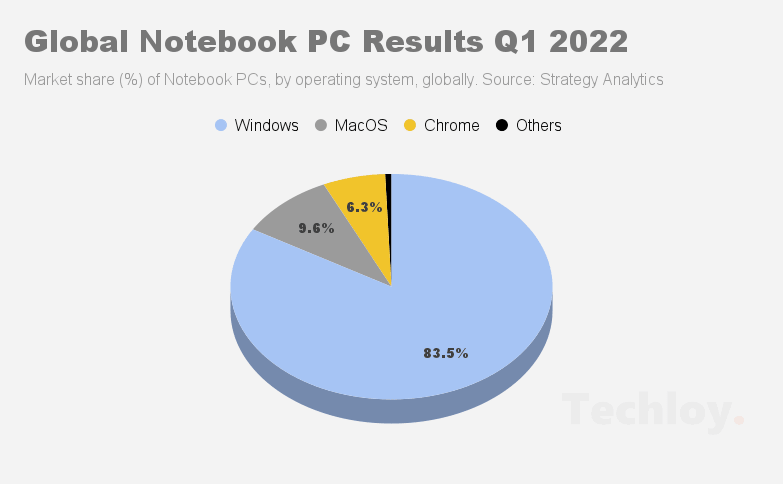 Global Notebook PC Results Q1 2022
Market share (%) of Notebook PCs, by operating system, globally. Source: Strategy Analytics
Windows MacOS Chrome Others
6.3%
9.6%
83.5%
Techloy.